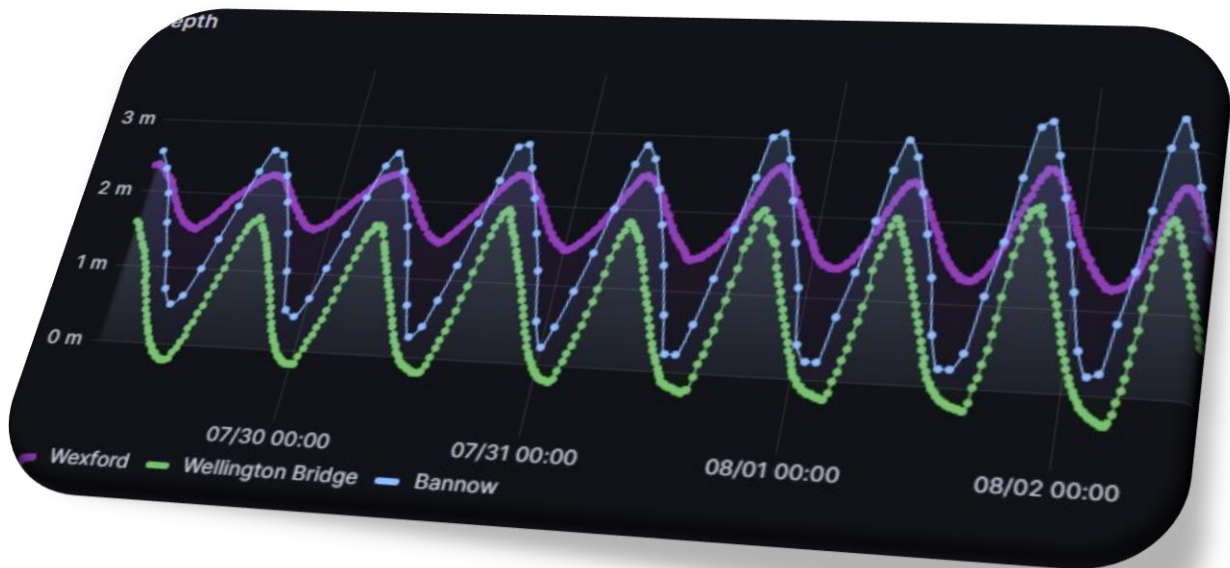 epth
3 m
2 m
1 m
0 m
07/30 00:00
07/31 00:00
08/01 00:00
08/02 00:00
Wexford
Wellington Bridge
Bannow